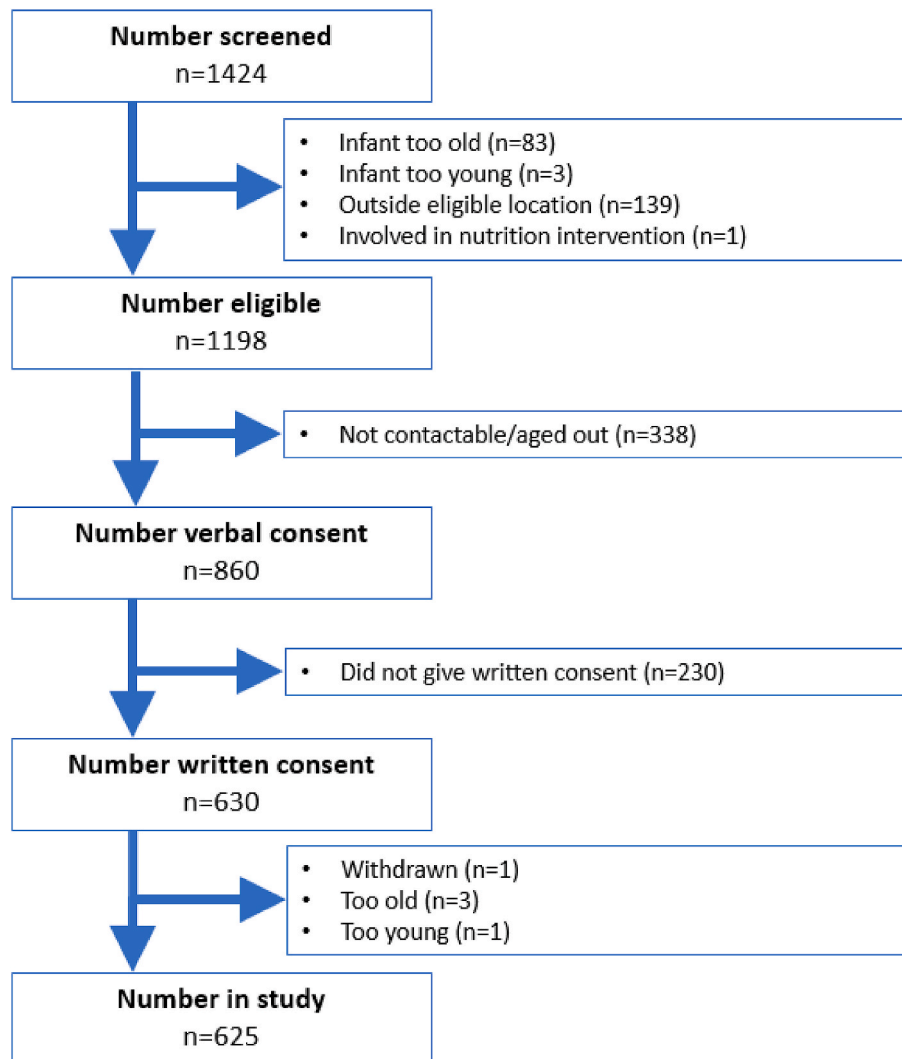 Number screened
n=1424
• Infant too old (n=83)
• Infant too young (n=3)
• Outside eligible location (n=139)
• Involved in nutrition intervention (n=1)
Number eligible
n=1198
• Not contactable/aged out (n=338)
Number verbal consent
n=860
• Did not give written consent (n=230)
Number written consent
n=630
• Withdrawn (n=1)
• Too old (n=3)
• Too young (n=1)
Number in study
n=625